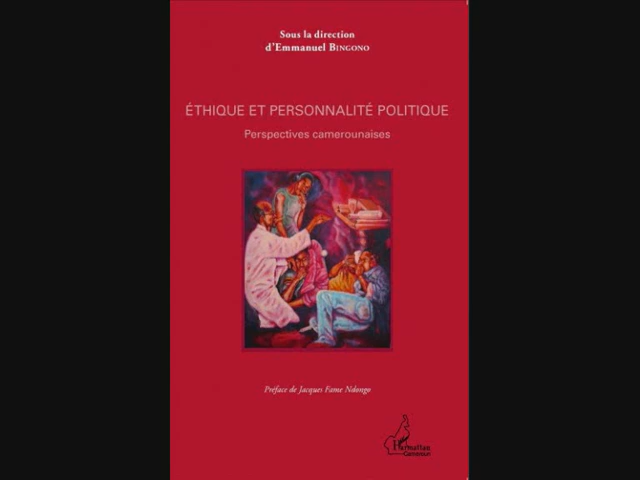 Sous la direction
d'Emmanuel BINGONO
ÉTHIQUE ET PERSONNALITÉ POLITIQUE
Perspectives camerounaises
Préface de Jacques Fame Ndongo
Harmattan
Cameroun